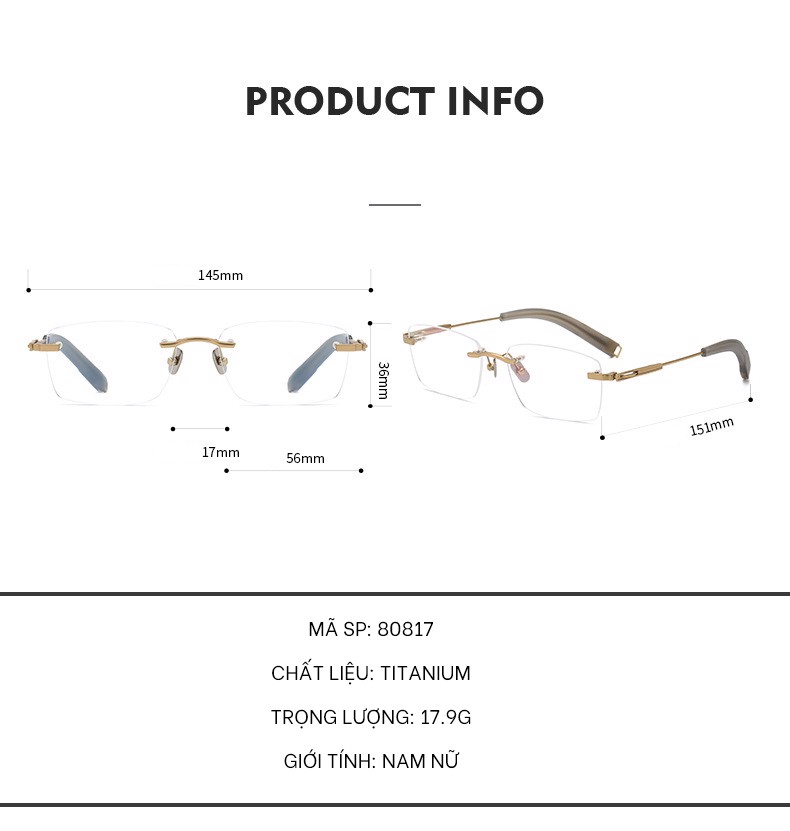 PRODUCT INFO
145mm
36mm
17mm
56mm
151mm
MÃ SP: 80817
CHẤT LIỆU: TITANIUM
TRỌNG LƯỢNG: 17.9G
GIỚI TÍNH: NAM NỮ